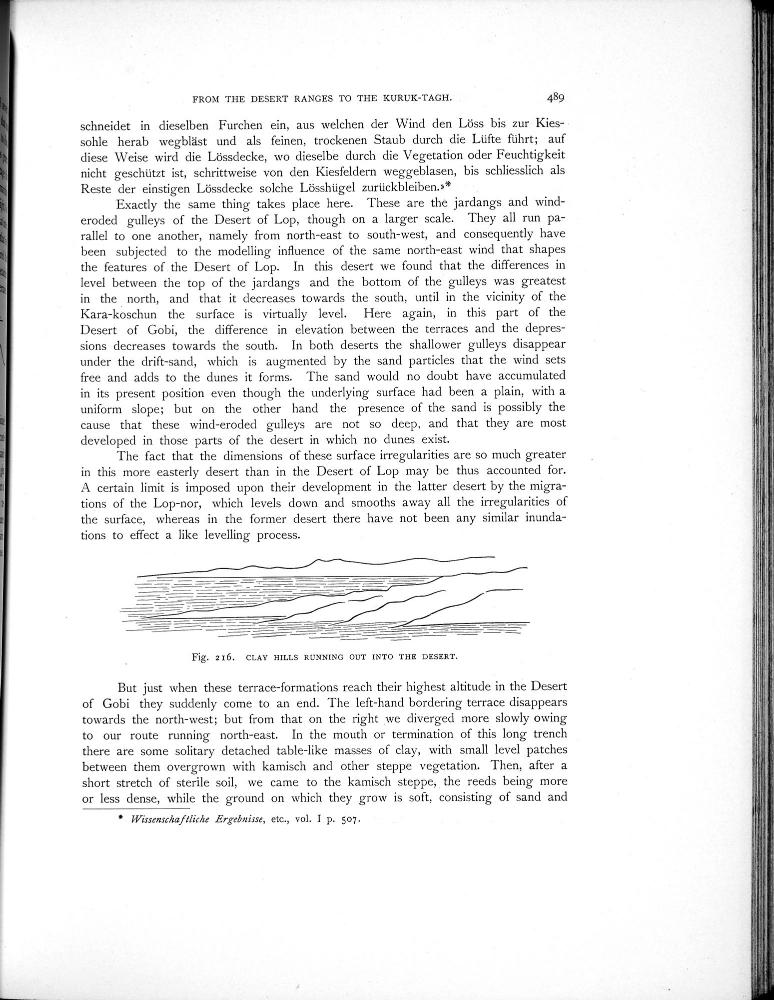 FROM THE DESERT RANGES TO THE KURUK-TAGH. 489
schneidet in dieselben Furchen ein, aus welchen der Wind den Löss bis zur Kies-
sohle herab wegbläst und als feinen, trockenen Staub durch die Lüfte führt; auf
diese Weise wird die Lössdecke, wo dieselbe durch die Vegetation oder Feuchtigkeit
nicht geschützt ist, schrittweise von den Kiesfeldern weggeblasen, bis schliesslich als
Reste der einstigen Lössdecke solche Lösshügel zurückbleiben.»*
Exactly the same thing takes place here. These are the jardangs and wind-
eroded gulleys of the Desert of Lop, though on a larger scale. They all run pa-
rallel to one another, namely from north-east to south-west, and consequently have
been subjected to the modelling influence of the same north-east wind that shapes
the features of the Desert of Lop. In this desert we found that the differences in
level between the top of the jardangs and the bottom of the gulleys was greatest
in the north, and that it decreases towards the south, until in the vicinity of the
Kara-koschun the surface is virtually level. Here again, in this part of the
Desert of Gobi, the difference in elevation between the terraces and the depres-
sions decreases towards the south. In both deserts the shallower gulleys disappear
under the drift-sand, which is augmented by the sand particles that the wind sets
free and adds to the dunes it forms. The sand would no doubt have accumulated
in its present position even though the underlying surface had been a plain, with a
uniform slope; but on the other hand the presence of the sand is possibly the
cause that these wind-eroded gulleys are not so deep, and that they are most
developed in those parts of the desert in which no dunes exist.
The fact that the dimensions of these surface irregularities are so much greater
in this more easterly desert than in the Desert of Lop may be thus accounted for.
A certain limit is imposed upon their development in the latter desert by the migra-
tions of the Lop-nor, which levels down and smooths away all the irregularities of
the surface, whereas in the former desert there have not been any similar inunda-
tions to effect a like levelling process.
Fig. 216. CLAY HILLS RUNNING OUT INTO THE DESERT.
But just when these terrace-formations reach their highest altitude in the Desert
of Gobi they suddenly come to an end. The left-hand bordering terrace disappears
towards the north-west; but from that on the right we diverged more slowly owing
to our route running north-east. In the mouth or termination of this long trench
there are some solitary detached table-like masses of clay, with small level patches
between them overgrown with kamisch and other steppe vegetation. Then, after a
short stretch of sterile soil, we came to the kamisch steppe, the reeds being more
or less dense, while the ground on which they grow is soft, consisting of sand and
* Wissenschaftliche Ergebnisse, etc., vol. I p. 507.